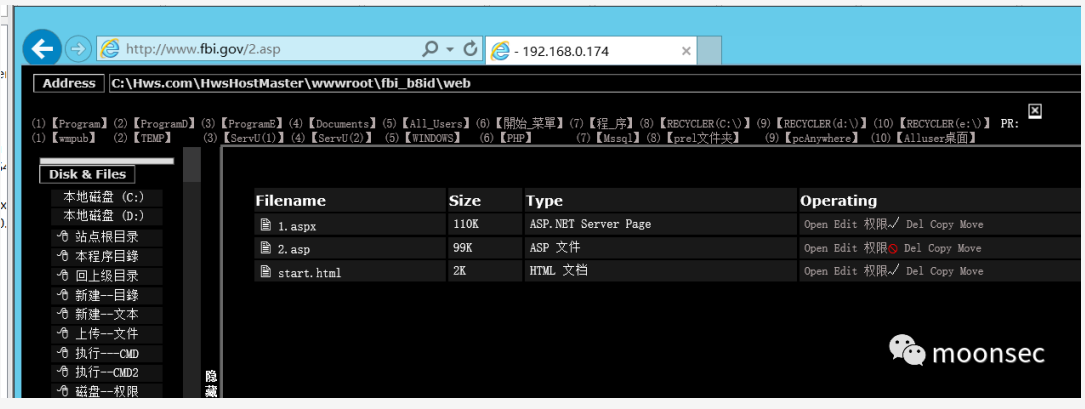 http://www.fbi.gov/2.asp
- 192.168.0.174
Address C:\Hws.com\HwsHostMaster\wwwroot\fbi_b8id\web
(1)【Program】(2)【ProgramD】(3)【ProgramE】(4)【Documents】(5)【All_Users】(6)【開始_菜單】(7)【程_序】(8)【RECYCLER(C:\)】(9)【RECYCLER(d:\)】(10)【RECYCLER(e:\)】 PR:
(1)【wmpub】 (2)【TEMP】 (3)【ServU(1)】(4)【ServU(2)】 (5)【WINDOWS】 (6)【PHP】 (7)【Mssql】(8)【prel文件夹】 (9)【pcAnywhere】 (10)【Alluser桌面】
Disk & Files
本地磁盘 (C:)
本地磁盘 (D:)
站点根目录
本程序目錄
回上级目录
新建--目錄
新建--文本
上传--文件
执行---CMD
执行--CMD2
磁盘--权限
隐藏
Filename Size Type Operating
1.aspx 110K ASP.NET Server Page Open Edit 权限√ Del Copy Move
2.asp 99K ASP 文件 Open Edit 权限 Del Copy Move
start.html 2K HTML 文档 Open Edit 权限√ Del Copy Move
moonsec